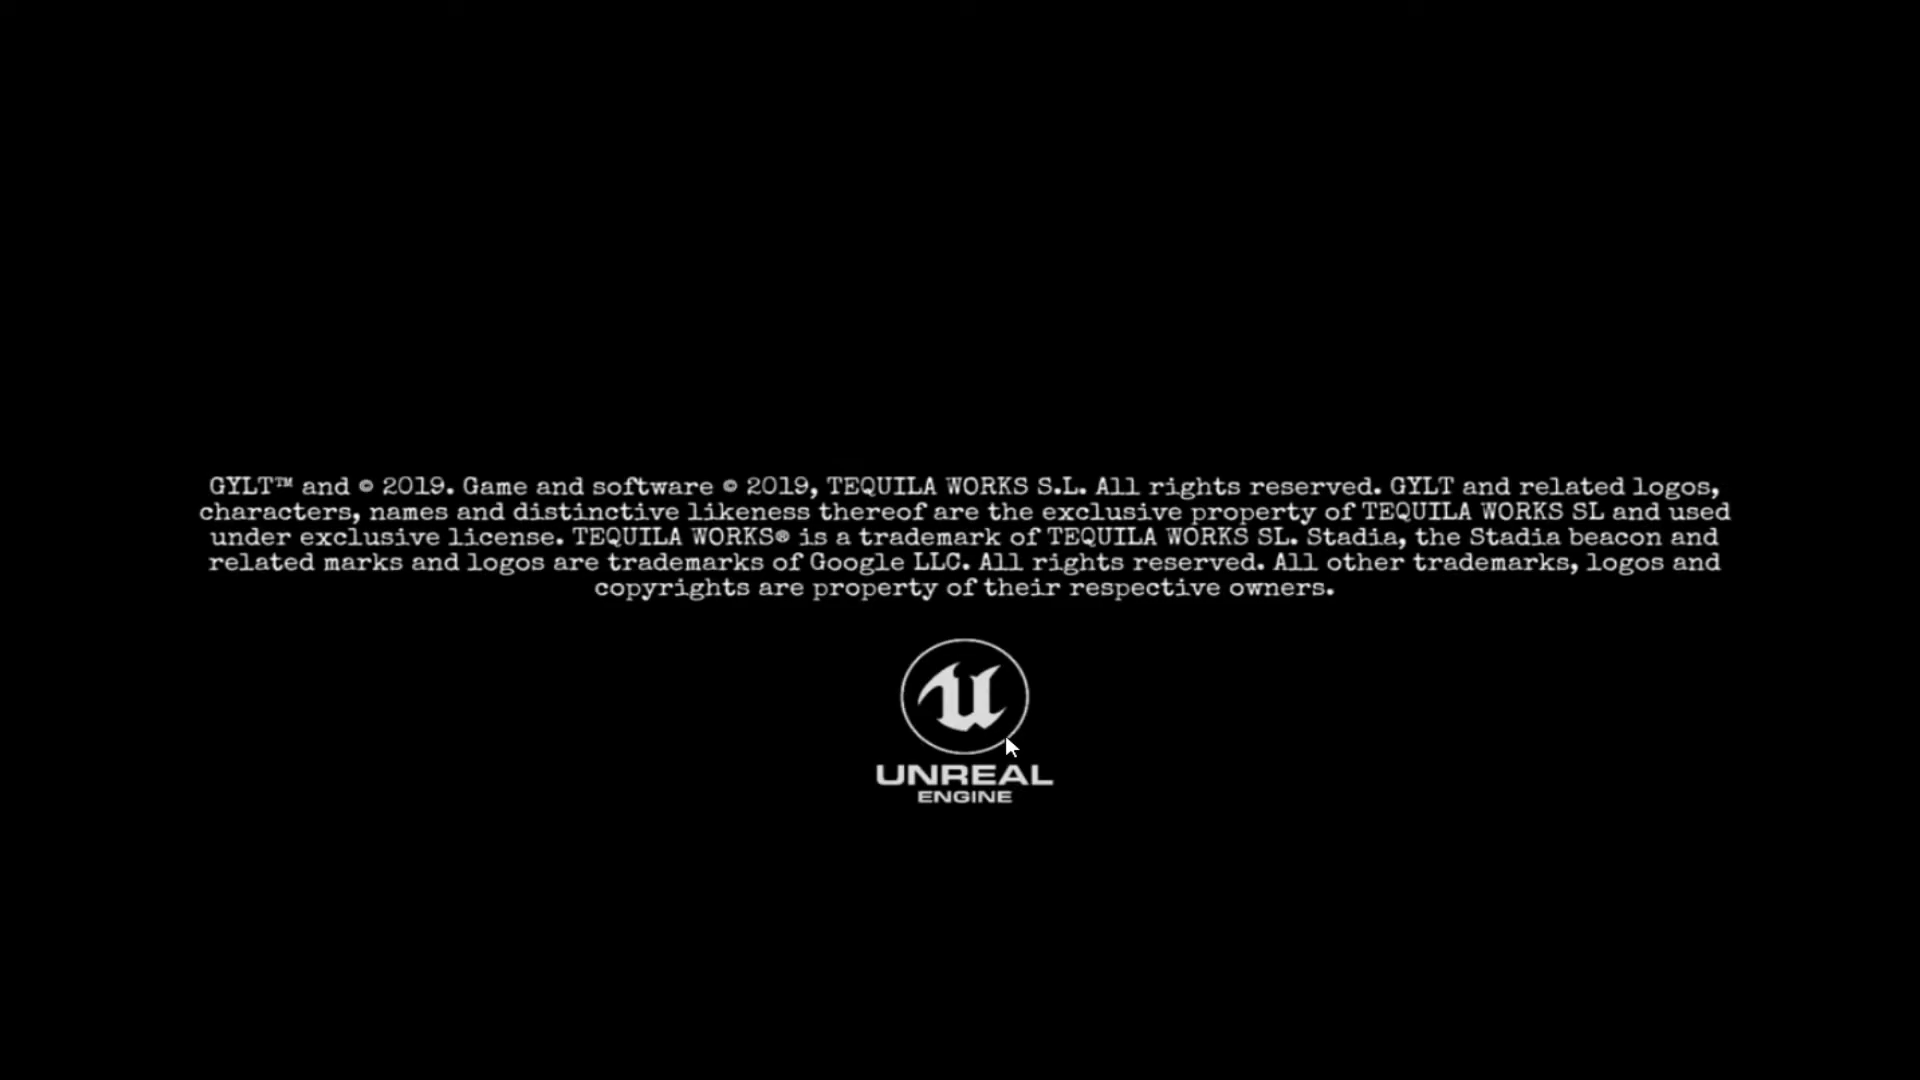 GYLT™ and © 2019. Game and software © 2019, TEQUILA WORKS S.L. All rights reserved. GYLT and related logos,
characters, names and distinctive likeness thereof are the exclusive property of TEQUILA WORKS SL and used
under exclusive license. TEQUILA WORKS® is a trademark of TEQUILA WORKS SL. Stadia, the Stadia beacon and
related marks and logos are trademarks of Google LLC. All rights reserved. All other trademarks, logos and
copyrights are property of their respective owners.
UNREAL
ENGINE